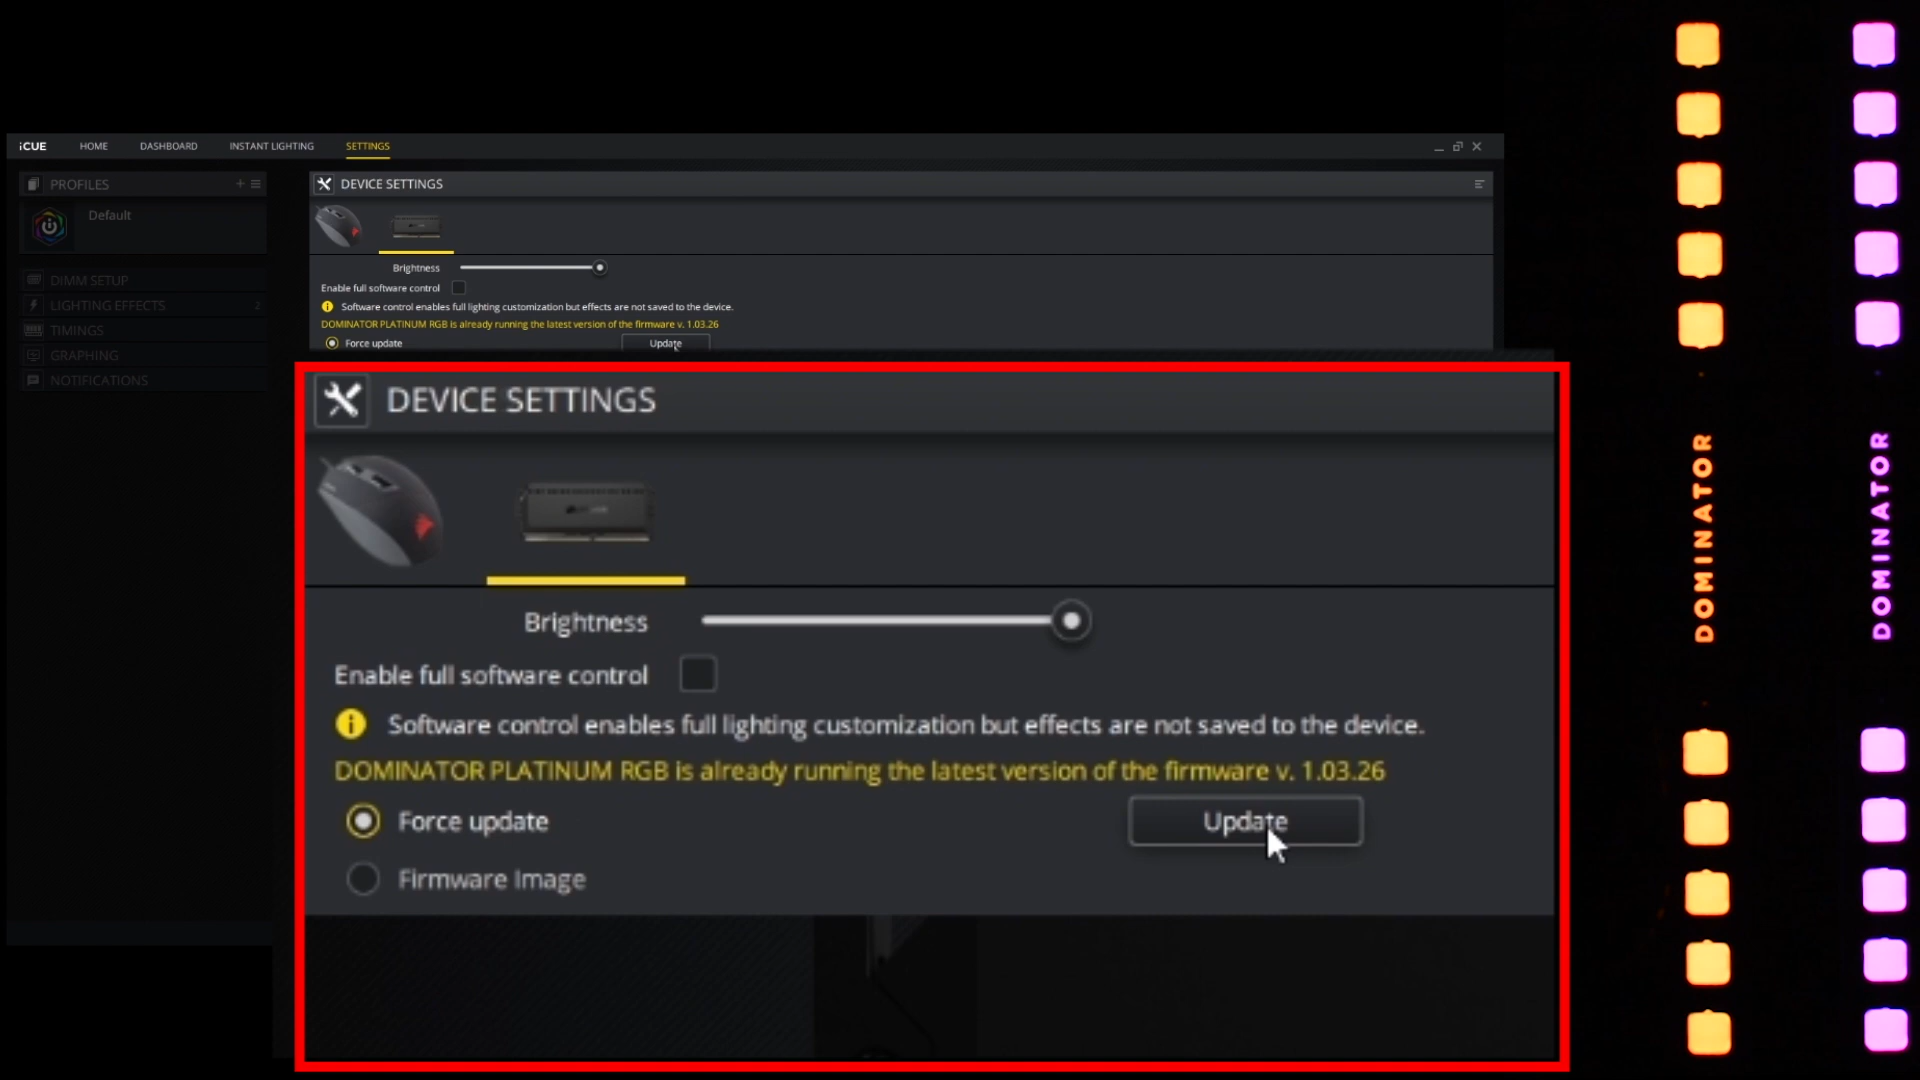 iCUE HOME DASHBOARD INSTANT LIGHTING SETTINGS
PROFILES
Default
DIMM SETUP
LIGHTING EFFECTS 2
TIMINGS
GRAPHING
NOTIFICATIONS
DEVICE SETTINGS
Brightness
Enable full software control
Software control enables full lighting customization but effects are not saved to the device.
DOMINATOR PLATINUM RGB is already running the latest version of the firmware v. 1.03.26
Force update Update
DEVICE SETTINGS
Brightness
Enable full software control
Software control enables full lighting customization but effects are not saved to the device.
DOMINATOR PLATINUM RGB is already running the latest version of the firmware v. 1.03.26
Force update Update
Firmware Image
DOMINATOR
DOMINATOR